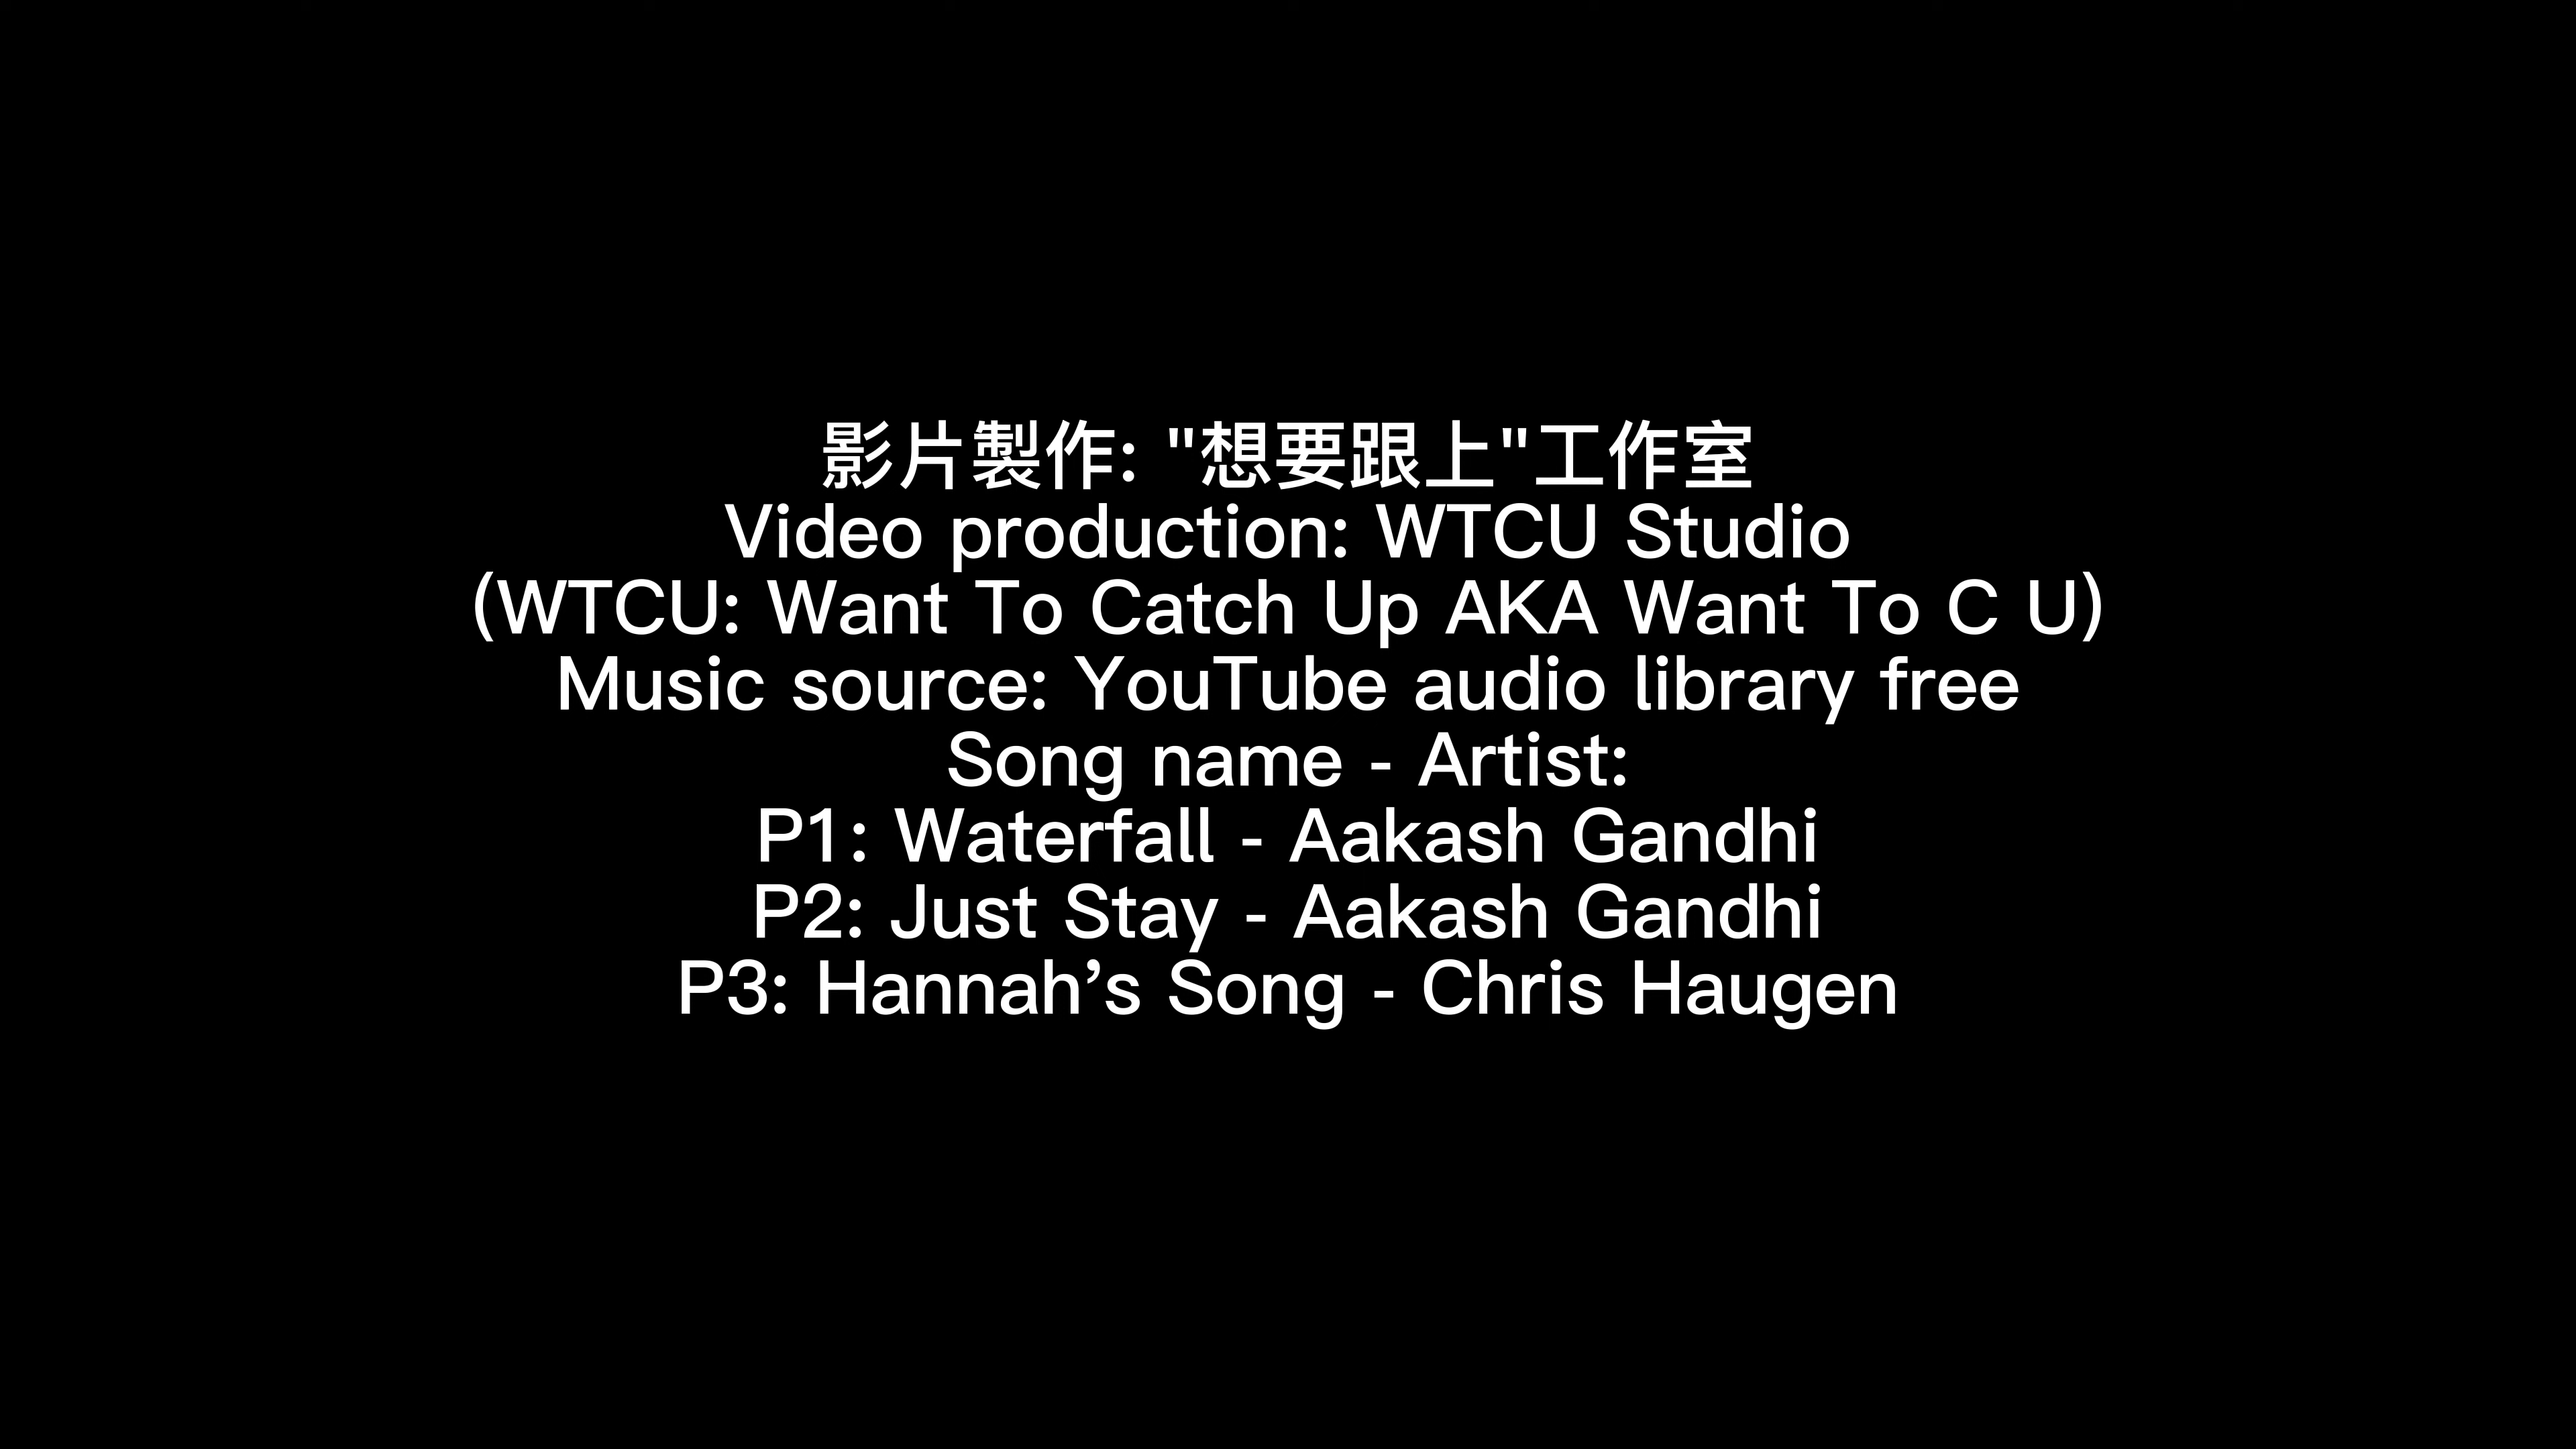 影片製作: "想要跟上"工作室
Video production: WTCU Studio
(WTCU: Want To Catch Up AKA Want To C U)
Music source: YouTube audio library free
Song name - Artist:
P1: Waterfall - Aakash Gandhi
P2: Just Stay - Aakash Gandhi
P3: Hannah’s Song - Chris Haugen